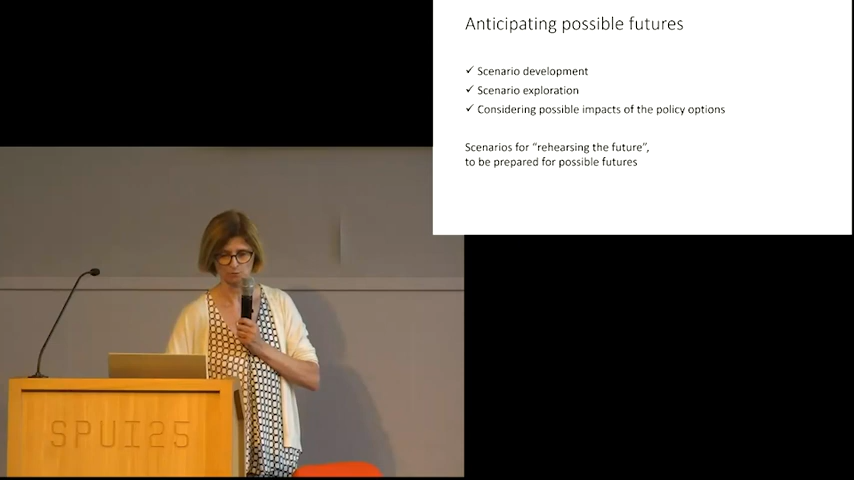 Anticipating possible futures
✓ Scenario development
✓ Scenario exploration
✓ Considering possible impacts of the policy options
Scenarios for “rehearsing the future”,
to be prepared for possible futures
SPUI25